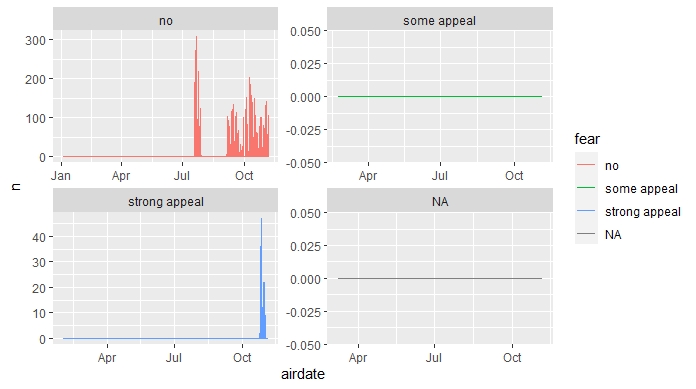 no
some appeal
300
200
100
0
Jan
Apr
Jul
Oct
0.050
0.025
0.000
-0.025
-0.050
Apr
Jul
Oct
strong appeal
NA
40
30
20
10
0
Apr
Jul
Oct
0.050
0.025
0.000
-0.025
-0.050
Apr
Jul
Oct
n
airdate
fear
no
some appeal
strong appeal
NA